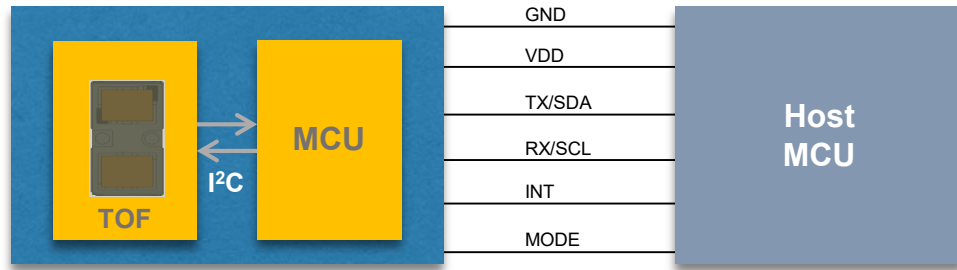 TOF
I²C
MCU
GND
VDD
TX/SDA
RX/SCL
INT
MODE
Host
MCU